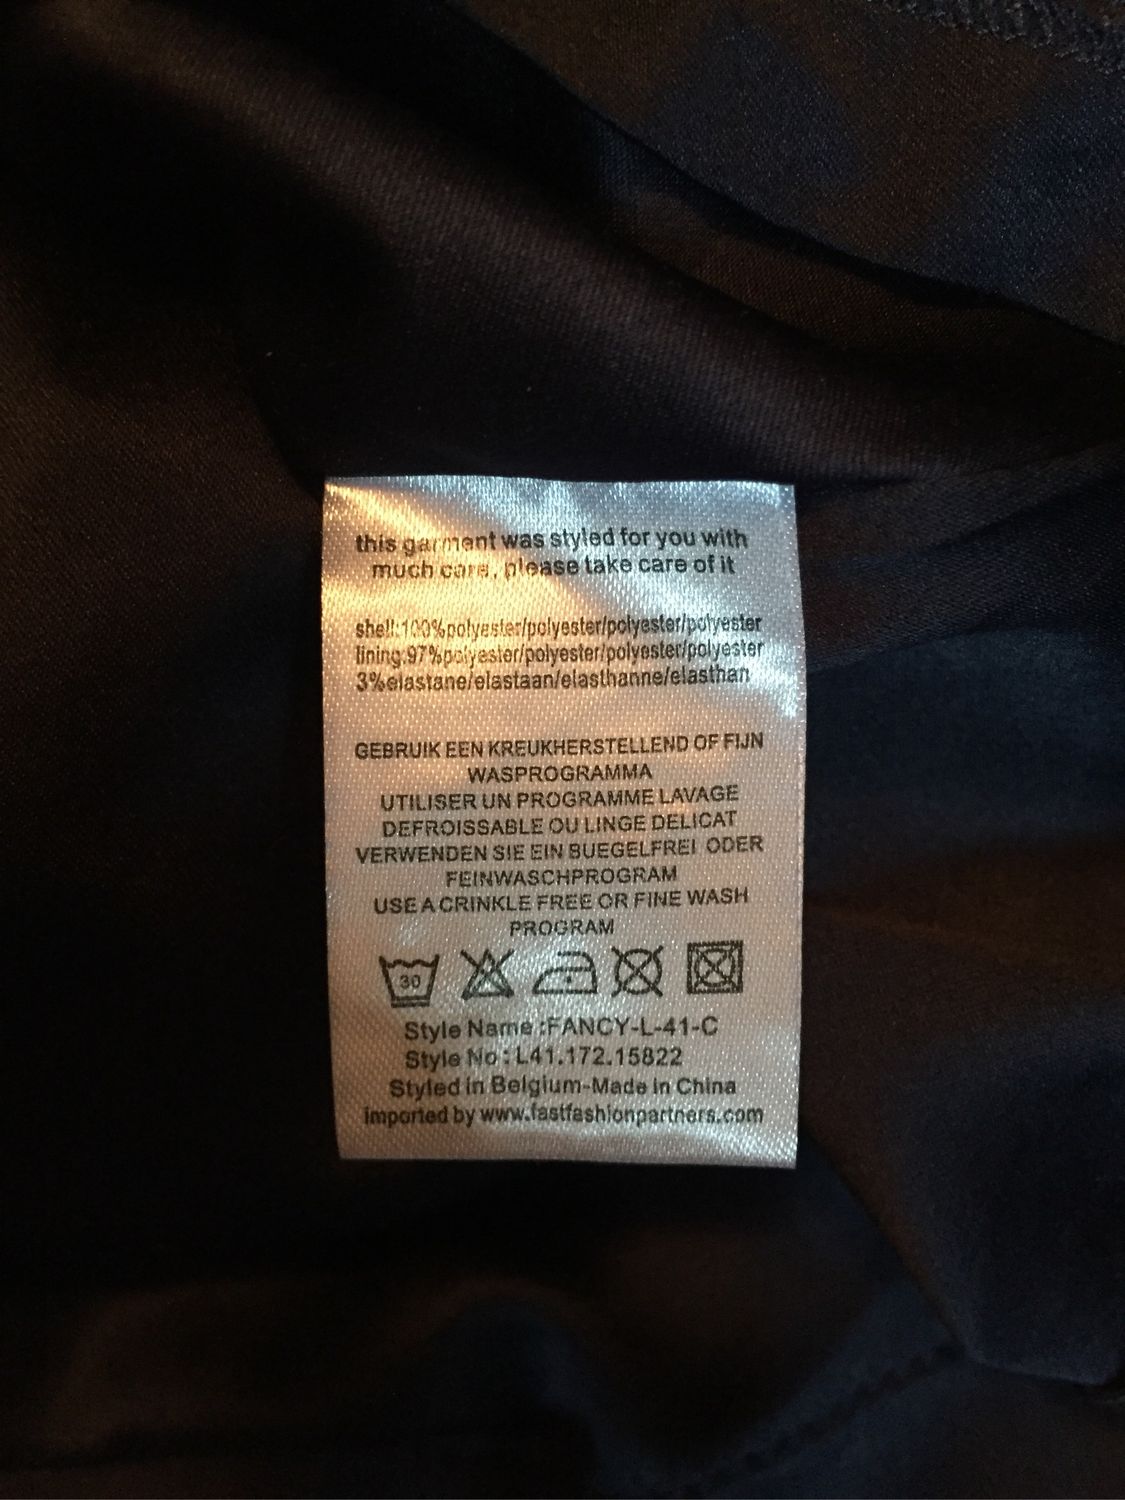 this garment was styled for you with
much care, please take care of it
shell:100%polyester/polyester/polyester/polyester
lining:97%polyester/polyester/polyester/polyester
3%elastane/elastaan/elasthanne/elasthan
GEBRUIK EEN KREUKHERSTELLEND OF FIJN
WASPROGRAMMA
UTILISER UN PROGRAMME LAVAGE
DEFROISSABLE OU LINGE DELICAT
VERWENDEN SIE EIN BUEGELFREI ODER
FEINWASCHPROGRAM
USE A CRINKLE FREE OR FINE WASH
PROGRAM
30
Style Name :FANCY-L-41-C
Style No : L41.172.15822
Styled in Belgium-Made in China
imported by www.fastfashionpartners.com